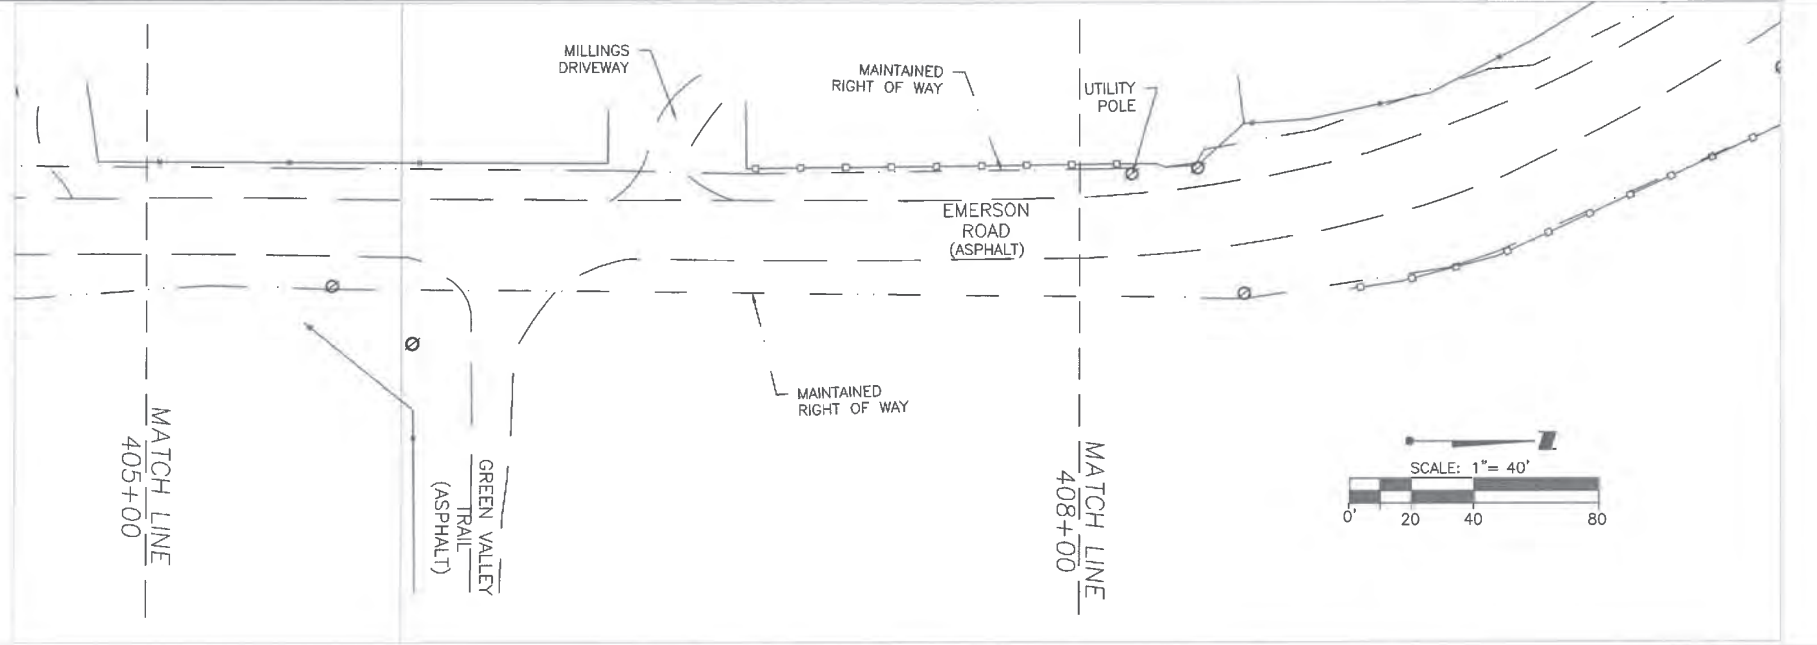 MILLINGS
DRIVEWAY
MAINTAINED
RIGHT OF WAY
UTILITY
POLE
EMERSON
ROAD
(ASPHALT)
MAINTAINED
RIGHT OF WAY
MATCH LINE
405+00
GREEN VALLEY
TRAIL
(ASPHALT)
MATCH LINE
408+00
N
SCALE: 1"= 40'
0' 20 40 80